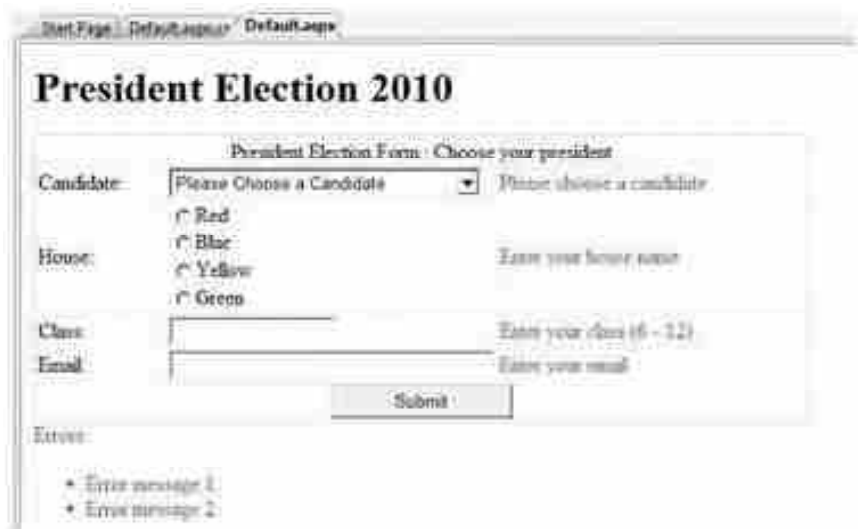 Start Page Default.aspx.cs Default.aspx
President Election 2010
President Election Form : Choose your president
Candidate: Please Choose a Candidate Please choose a candidate
House: Red
Blue
Yellow
Green
Enter your house name
Class: Enter your class (6 - 12)
Email: Enter your email
Submit
Errors:
• Error message 1.
• Error message 2.